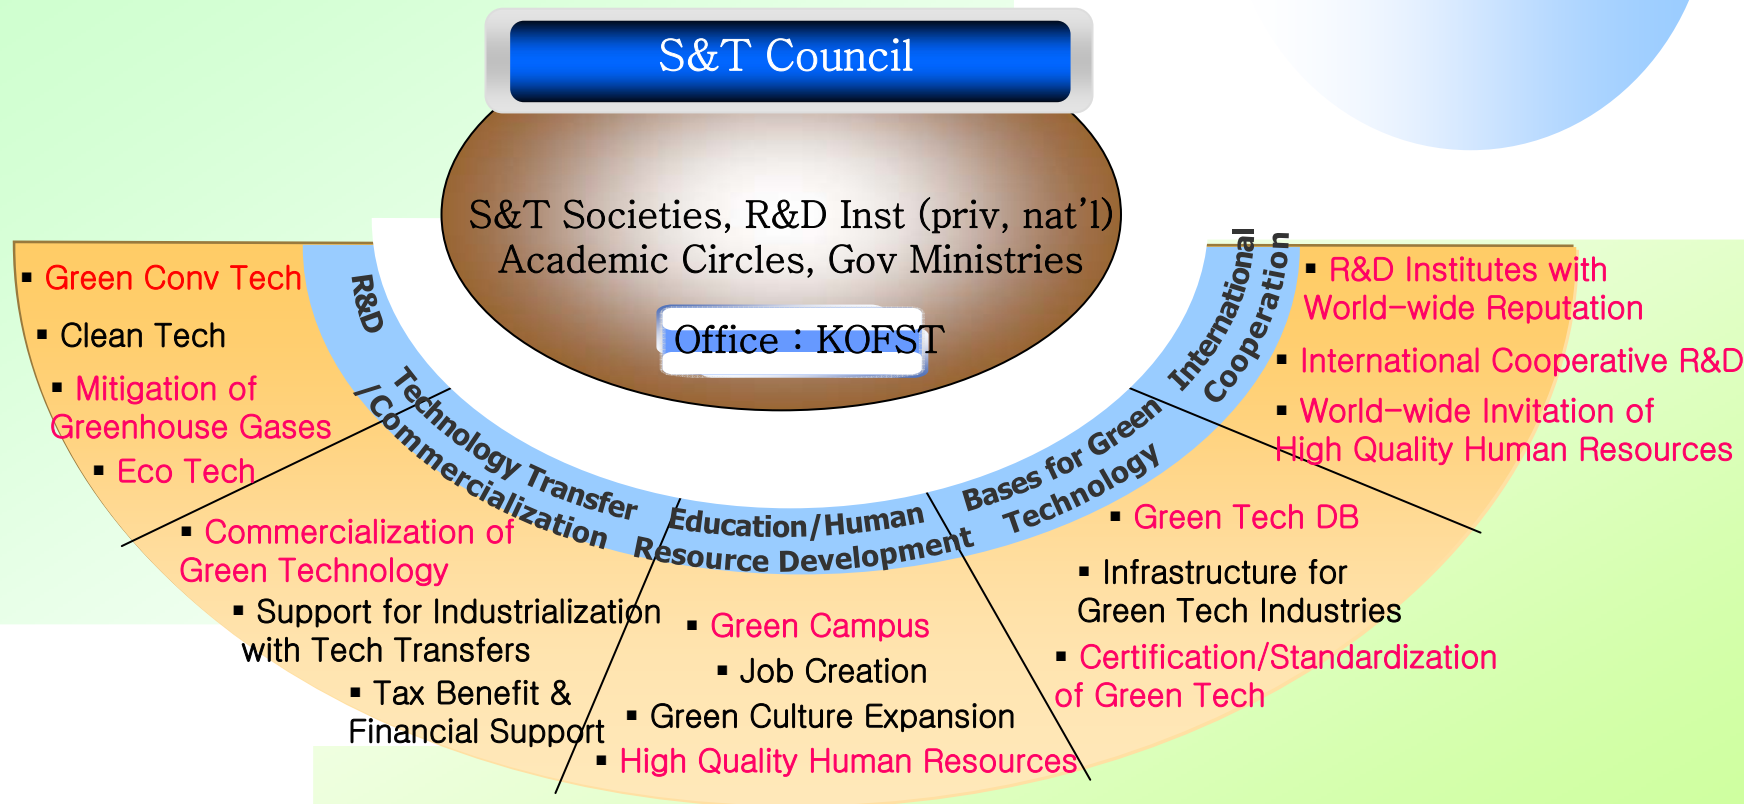 S&T Council
S&T Societies, R&D Inst (priv, nat’l)
Academic Circles, Gov Ministries
Office : KOFST
R&D
▪ Green Conv Tech
▪ Clean Tech
▪ Mitigation of
Greenhouse Gases
▪ Eco Tech
Technology Transfer
/Commercialization
▪ Commercialization of
Green Technology
▪ Support for Industrialization
with Tech Transfers
▪ Tax Benefit &
Financial Support
Education/Human
Resource Development
▪ Green Campus
▪ Job Creation
▪ Green Culture Expansion
▪ High Quality Human Resources
Bases for Green
Technology
▪ Green Tech DB
▪ Infrastructure for
Green Tech Industries
▪ Certification/Standardization
of Green Tech
International
Cooperation
▪ R&D Institutes with
World-wide Reputation
▪ International Cooperative R&D
▪ World-wide Invitation of
High Quality Human Resources